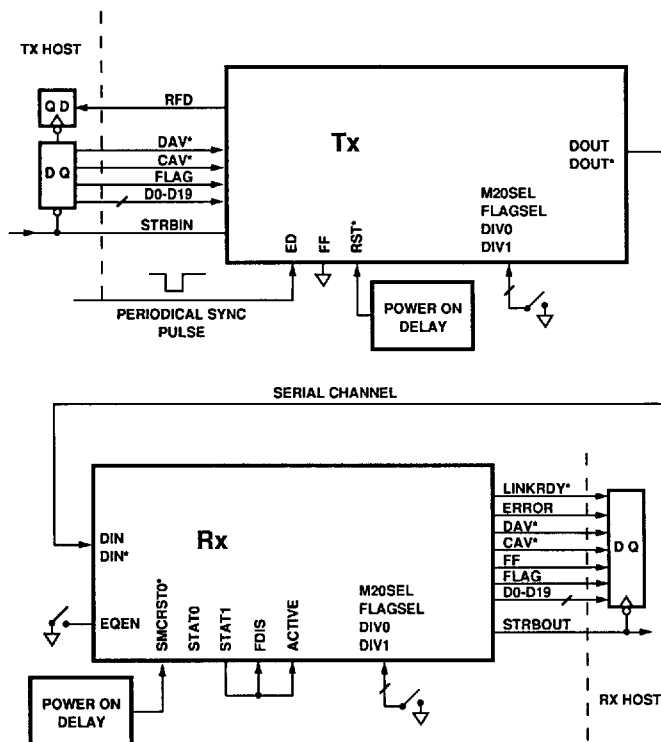 TX HOST
Q D
RFD
Tx
DAV*
CAV*
FLAG
D0-D19
D Q
STRBIN
DOUT
DOUT*
M20SEL
FLAGSEL
DIV0
DIV1
ED
FF
RST*
PERIODICAL SYNC
PULSE
POWER ON
DELAY
SERIAL CHANNEL
DIN
DIN*
Rx
LINKRDY*
ERROR
DAV*
CAV*
FF
FLAG
D0-D19
D Q
STRBOUT
EQEN
SMCRST0*
STAT0
STAT1
FDIS
ACTIVE
M20SEL
FLAGSEL
DIV0
DIV1
POWER ON
DELAY
RX HOST